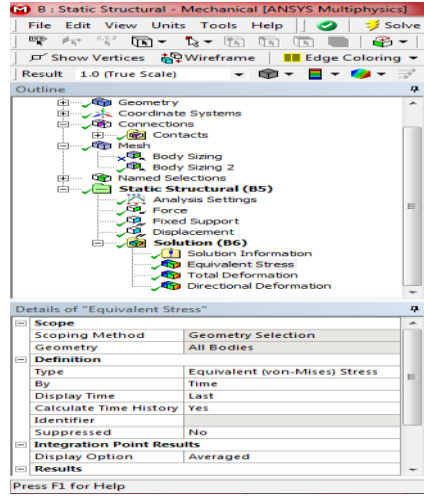 B : Static Structural - Mechanical [ANSYS Multiphysics]
File Edit View Units Tools Help Solve
Show Vertices Wireframe Edge Coloring
Result 1.0 (True Scale)
Outline
Geometry
Coordinate Systems
Connections
Contacts
Mesh
Body Sizing
Body Sizing 2
Named Selections
Static Structural (B5)
Analysis Settings
Force
Fixed Support
Displacement
Solution (B6)
Solution Information
Equivalent Stress
Total Deformation
Directional Deformation
Details of "Equivalent Stress"
Scope
Scoping Method Geometry Selection
Geometry All Bodies
Definition
Type Equivalent (von-Mises) Stress
By Time
Display Time Last
Calculate Time History Yes
Identifier
Suppressed No
Integration Point Results
Display Option Averaged
Results
Press F1 for Help